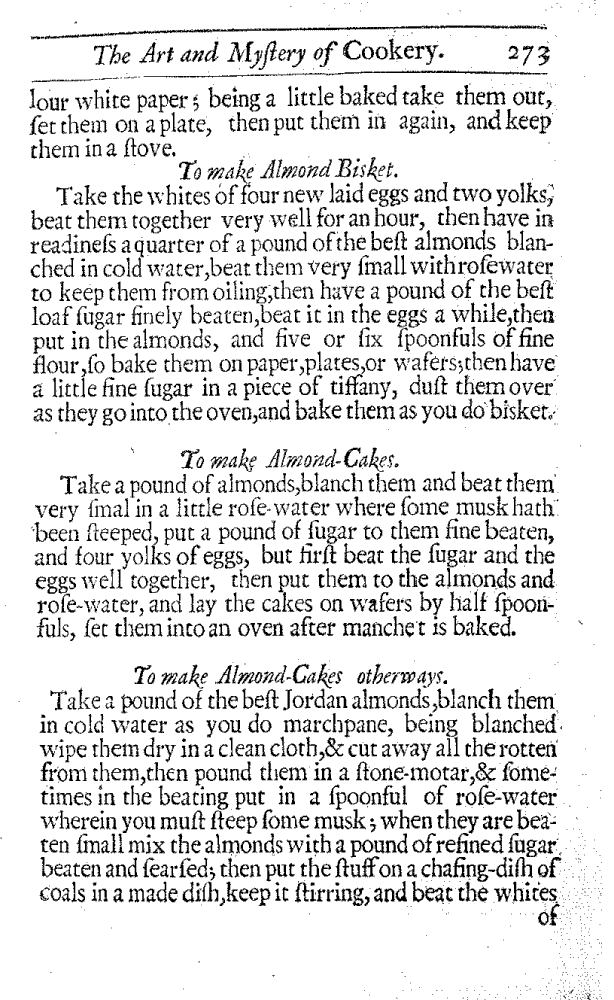 The Art and Myſtery of Cookery. 273
lour white paper; being a little baked take them out,
ſet them on a plate, then put them in again, and keep
them in a ſtove.
To make Almond Bisket.
Take the whites of four new laid eggs and two yolks,
beat them together very well for an hour, then have in
readineſs a quarter of a pound of the beſt almonds blan-
ched in cold water, beat them very ſmall with roſewater
to keep them from oiling, then have a pound of the beſt
loaf ſugar finely beaten, beat it in the eggs a while, then
put in the almonds, and five or ſix ſpoonfuls of fine
flour, ſo bake them on paper, plates, or wafers; then have
a little fine ſugar in a piece of tiffany, duſt them over
as they go into the oven, and bake them as you do bisket.
To make Almond-Cakes.
Take a pound of almonds, blanch them and beat them
very ſmal in a little roſe-water where ſome musk hath
been ſteeped, put a pound of ſugar to them fine beaten,
and four yolks of eggs, but firſt beat the ſugar and the
eggs well together, then put them to the almonds and
roſe-water, and lay the cakes on wafers by half ſpoon-
fuls, ſet them into an oven after manchet is baked.
To make Almond-Cakes otherways.
Take a pound of the beſt Jordan almonds, blanch them
in cold water as you do marchpane, being blanched
wipe them dry in a clean cloth, & cut away all the rotten
from them, then pound them in a ſtone-motar, & ſome-
times in the beating put in a ſpoonful of roſe-water
wherein you muſt ſteep ſome musk; when they are bea-
ten ſmall mix the almonds with a pound of refined ſugar
beaten and ſearſed; then put the ſtuff on a chafing-diſh of
coals in a made diſh, keep it ſtirring, and beat the whites
of